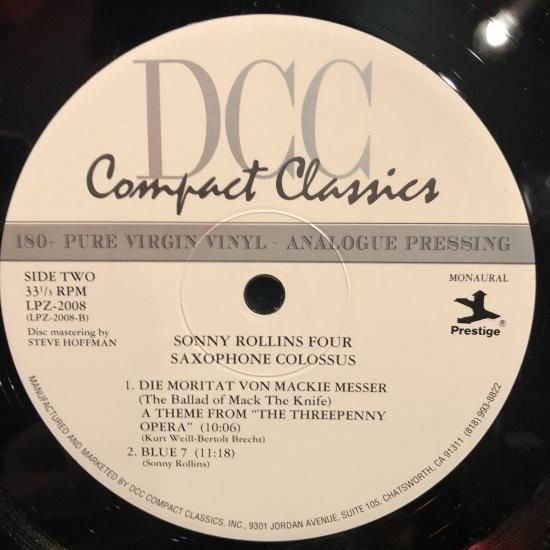 DCC
Compact Classics
180+ PURE VIRGIN VINYL - ANALOGUE PRESSING
SIDE TWO
33 1/3 RPM
LPZ-2008
(LPZ-2008-B)
Disc mastering by
STEVE HOFFMAN
MONAURAL
Prestige®
SONNY ROLLINS FOUR
SAXOPHONE COLOSSUS
1. DIE MORITAT VON MACKIE MESSER
(The Ballad of Mack The Knife)
A THEME FROM "THE THREEPENNY
OPERA" (10:06)
(Kurt Weill-Bertolt Brecht)
2. BLUE 7 (11:18)
(Sonny Rollins)
MANUFACTURED AND MARKETED BY DCC COMPACT CLASSICS, INC., 9301 JORDAN AVENUE, SUITE 105, CHATSWORTH, CA 91311 (818) 993-8822